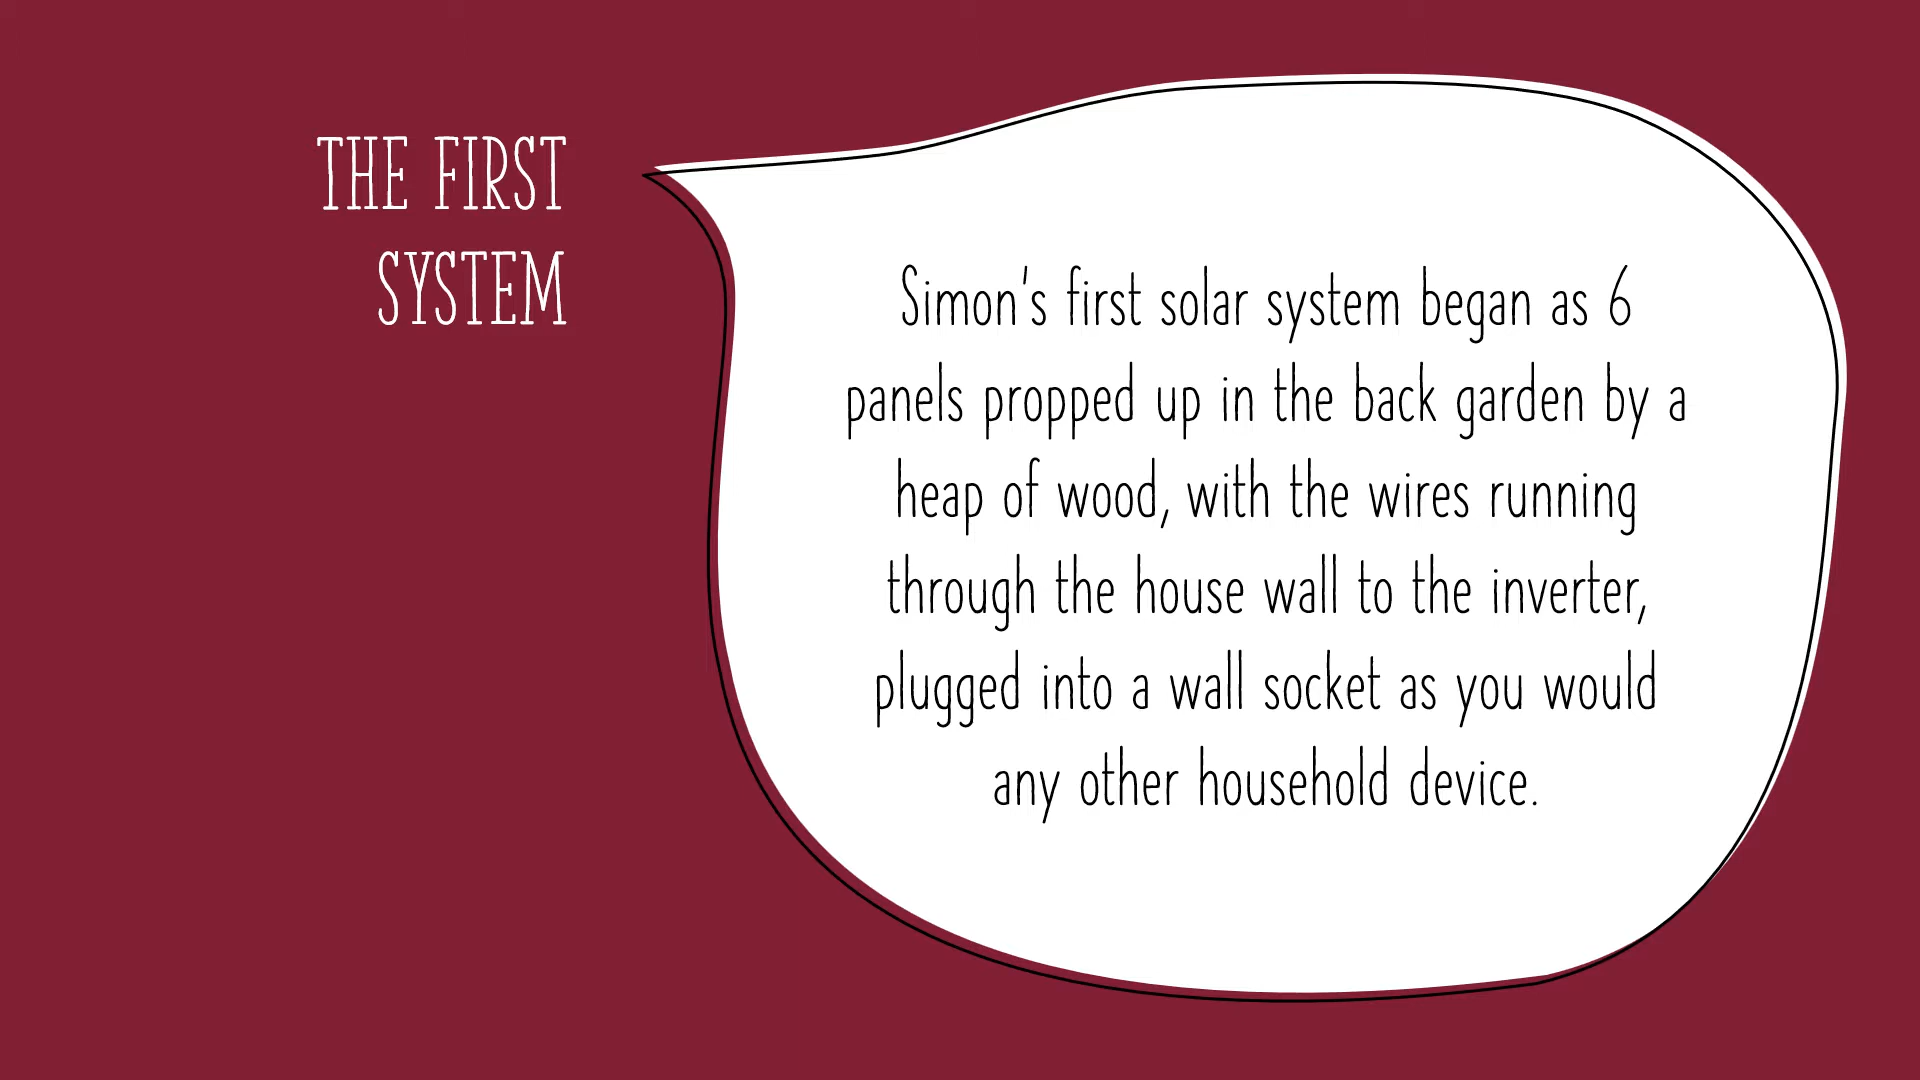 THE FIRST
SYSTEM
Simon's first solar system began as 6
panels propped up in the back garden by a
heap of wood, with the wires running
through the house wall to the inverter,
plugged into a wall socket as you would
any other household device.